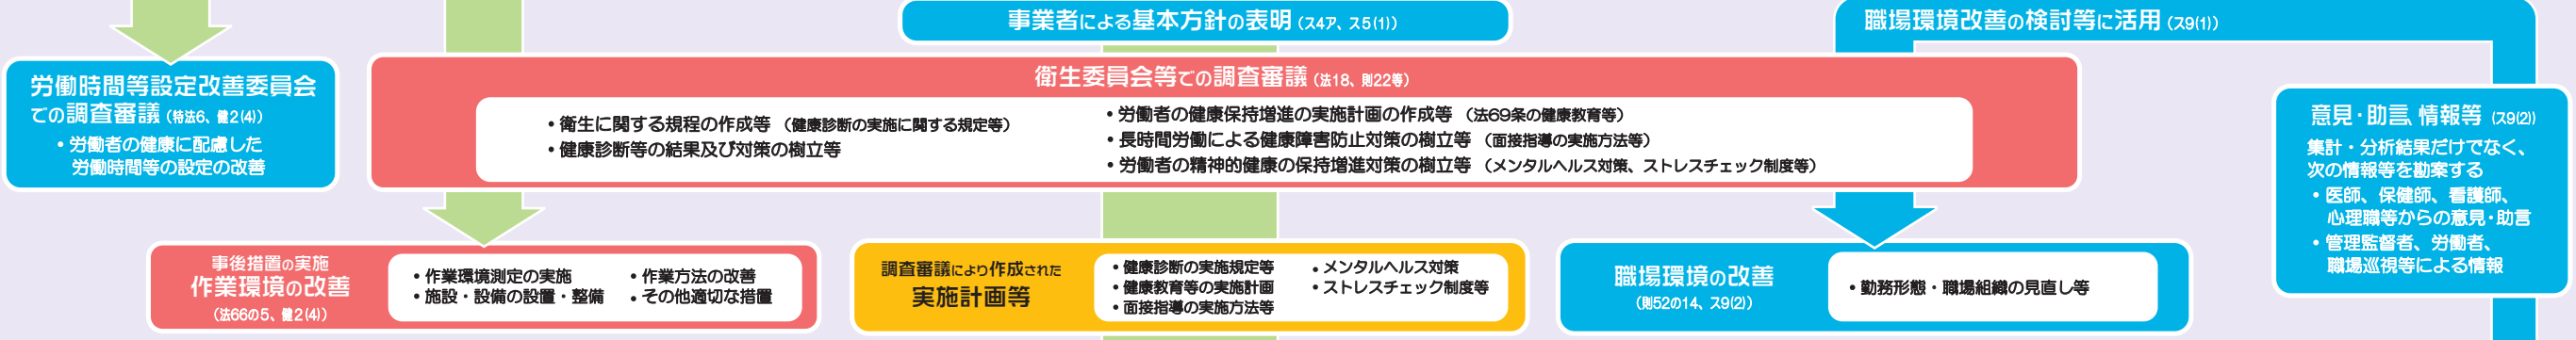 事業者による基本方針の表明（ス4ア、ス5(1)）
職場環境改善の検討等に活用（ス9(1)）
労働時間等設定改善委員会
での調査審議（特法6、健2(4)）
・労働者の健康に配慮した
労働時間等の設定の改善
衛生委員会等での調査審議（法18、則22等）
・衛生に関する規程の作成等（健康診断の実施に関する規定等）
・健康診断等の結果及び対策の樹立等
・労働者の健康保持増進の実施計画の作成等（法69条の健康教育等）
・長時間労働による健康障害防止対策の樹立等（面接指導の実施方法等）
・労働者の精神的健康の保持増進対策の樹立等（メンタルヘルス対策、ストレスチェック制度等）
意見・助言、情報等（ス9(2)）
集計・分析結果だけでなく、
次の情報等を勘案する
・医師、保健師、看護師、
心理職等からの意見・助言
・管理監督者、労働者、
職場巡視等による情報
事後措置の実施
作業環境の改善
（法66の5、健2(4)）
・作業環境測定の実施
・施設・設備の設置・整備
・作業方法の改善
・その他適切な措置
調査審議により作成された
実施計画等
・健康診断の実施規定等
・健康教育等の実施計画
・面接指導の実施方法等
・メンタルヘルス対策
・ストレスチェック制度等
職場環境の改善
（則52の14、ス9(2)）
・勤務形態・職場組織の見直し等